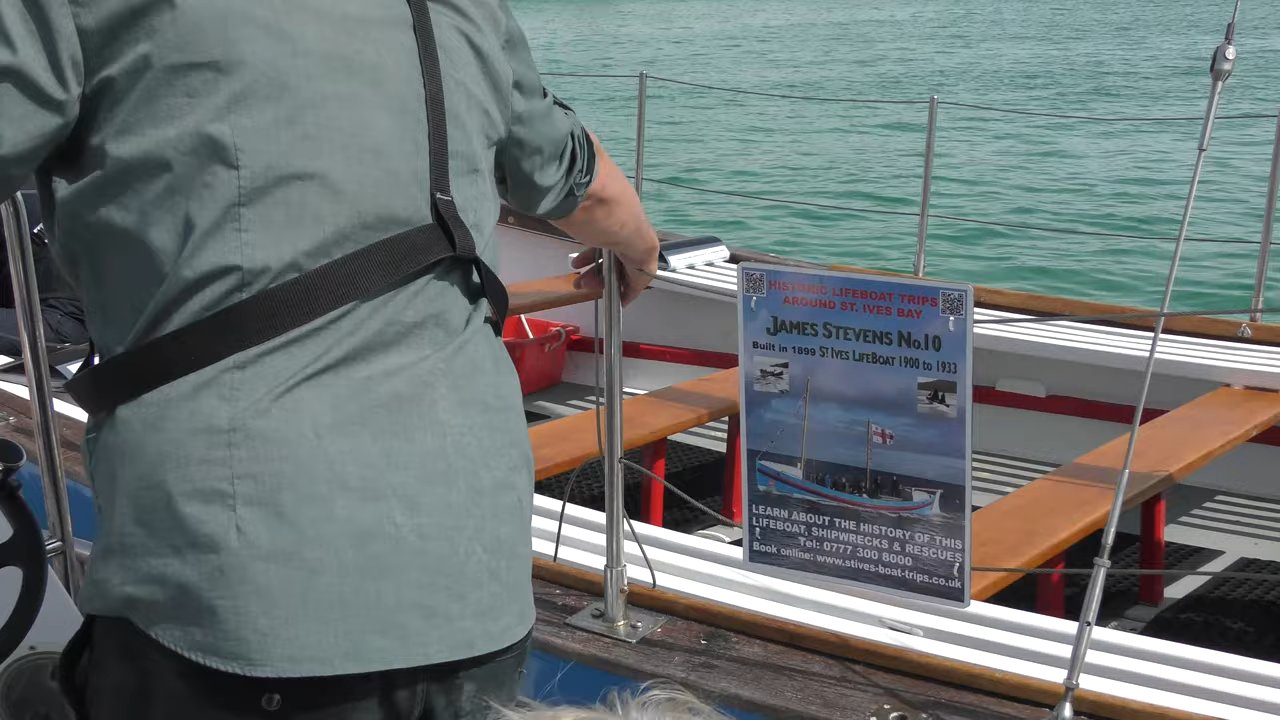 HISTORIC LIFEBOAT TRIPS
AROUND ST. IVES BAY
JAMES STEVENS No.10
Built in 1899 ST IVES LIFEBOAT 1900 to 1933
LEARN ABOUT THE HISTORY OF THIS
LIFEBOAT, SHIPWRECKS & RESCUES
Tel: 0777 300 8000
Book online: www.stives-boat-trips.co.uk